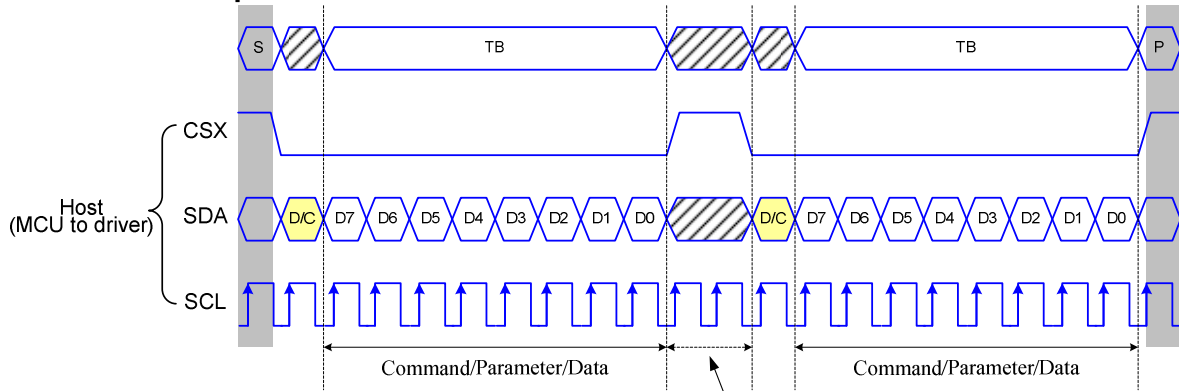 S TB TB P
CSX
Host
(MCU to driver)
SDA D/C D7 D6 D5 D4 D3 D2 D1 D0 D/C D7 D6 D5 D4 D3 D2 D1 D0
SCL
Command/Parameter/Data Command/Parameter/Data